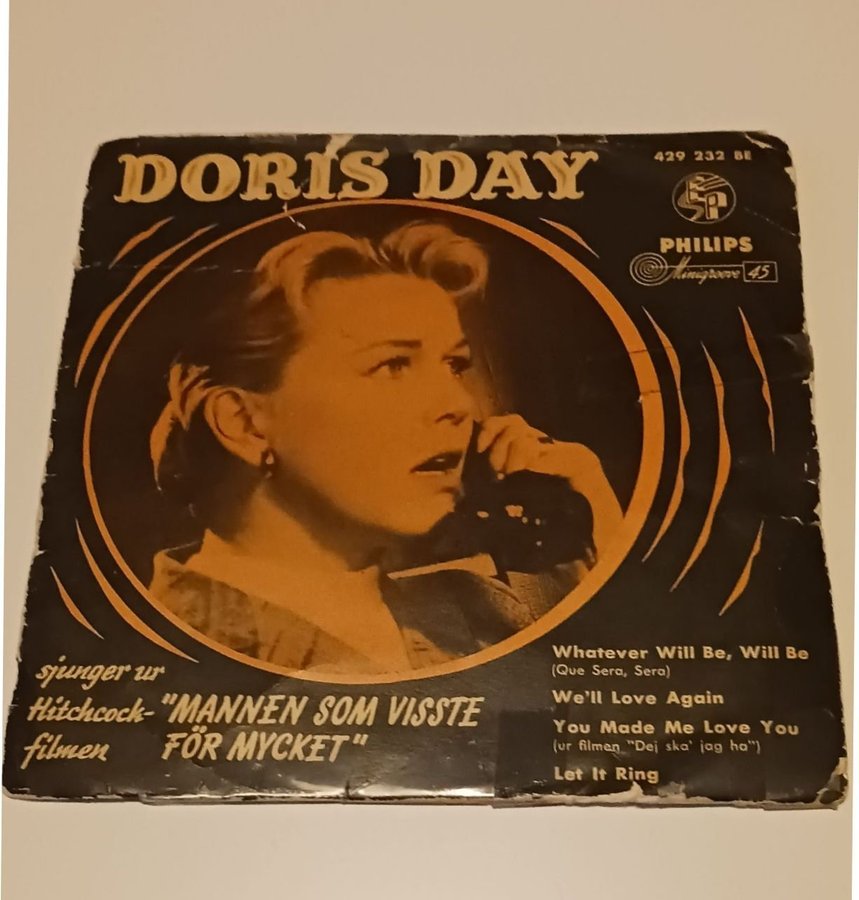 DORIS DAY
429 232 BE
EP
PHILIPS
Minigroove 45
sjunger ur
Hitchcock-
filmen
"MANNEN SOM VISSTE
FÖR MYCKET"
Whatever Will Be, Will Be
(Que Sera, Sera)
We'll Love Again
You Made Me Love You
(ur filmen "Dej ska' jag ha")
Let It Ring